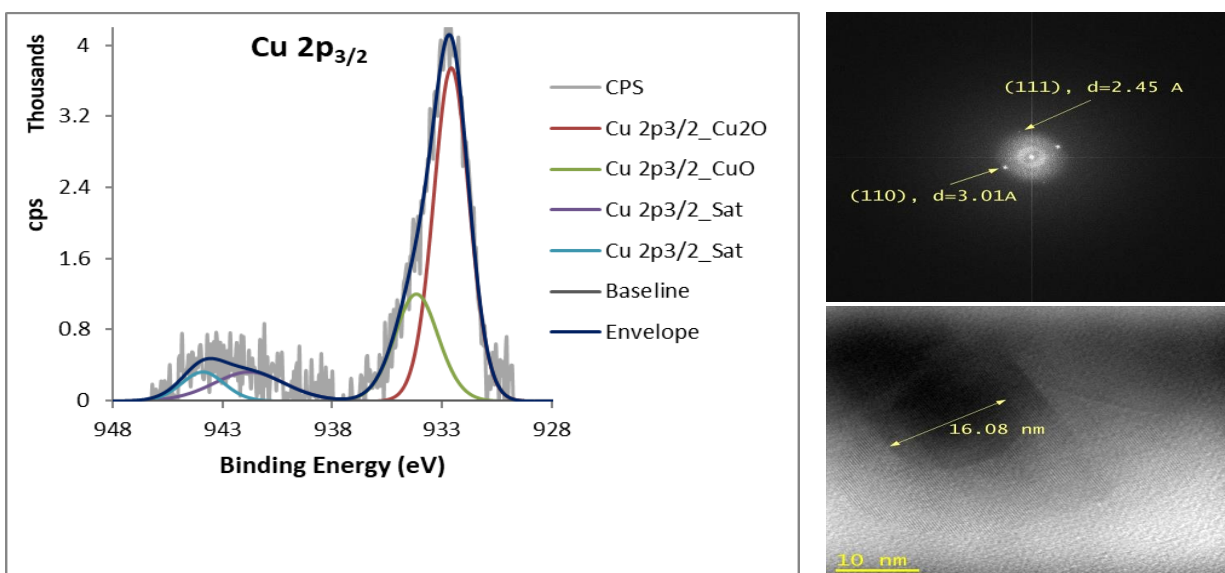 Cu 2p3/2
Thousands
cps
4
3.2
2.4
1.6
0.8
0
948
943
938
933
928
Binding Energy (eV)
CPS
Cu 2p3/2_Cu2O
Cu 2p3/2_CuO
Cu 2p3/2_Sat
Cu 2p3/2_Sat
Baseline
Envelope
(111), d=2.45 A
(110), d=3.01A
16.08 nm
10 nm